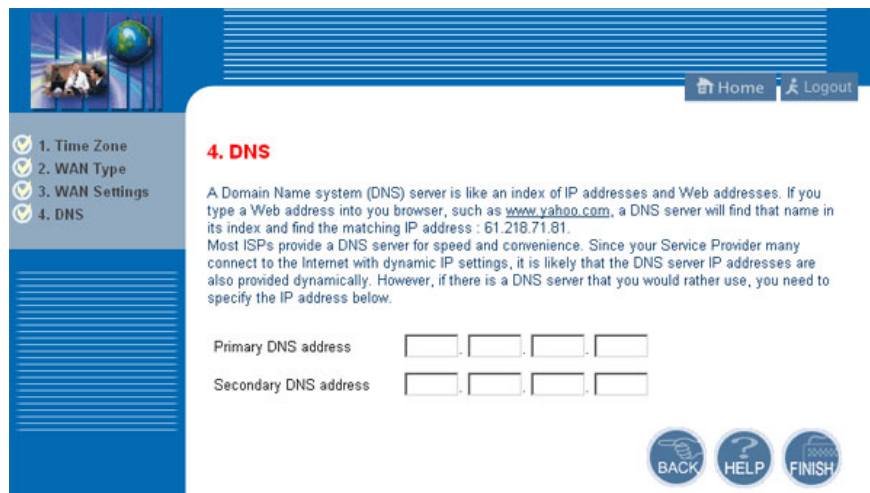 Home
Logout
1. Time Zone
2. WAN Type
3. WAN Settings
4. DNS
4. DNS
A Domain Name system (DNS) server is like an index of IP addresses and Web addresses. If you
type a Web address into you browser, such as www.yahoo.com, a DNS server will find that name in
its index and find the matching IP address : 61.218.71.81.
Most ISPs provide a DNS server for speed and convenience. Since your Service Provider many
connect to the Internet with dynamic IP settings, it is likely that the DNS server IP addresses are
also provided dynamically. However, if there is a DNS server that you would rather use, you need to
specify the IP address below.
Primary DNS address . . .
Secondary DNS address . . .
BACK
HELP
FINISH